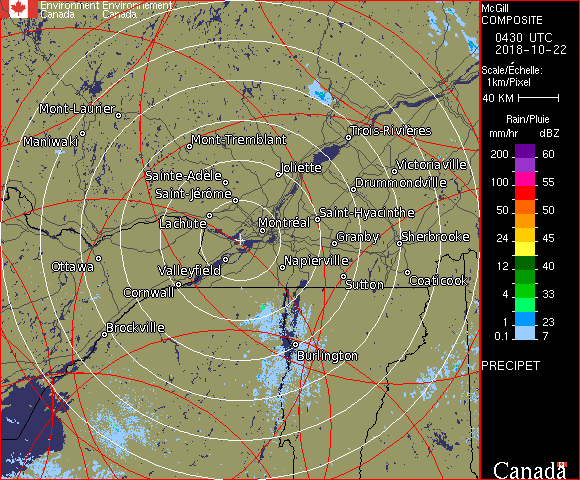 Environment Environnement
Canada Canada
McGill
COMPOSITE
0430 UTC
2018-10-22
Scale/Échelle:
1km/Pixel
40 KM
Rain/Pluie
mm/hr dBZ
200 60
100 55
50 50
24 45
12 40
4 33
1 23
0.1 7
PRECIPET
Canada
Mont-Laurier
Maniwaki
Mont-Tremblant
Trois-Rivières
Sainte-Adèle
Joliette
Victoriaville
Saint-Jérôme
Drummondville
Lachute
Montréal
Saint-Hyacinthe
Granby
Sherbrooke
Ottawa
Valleyfield
Napierville
Cornwall
Sutton
Coaticook
Brockville
Burlington